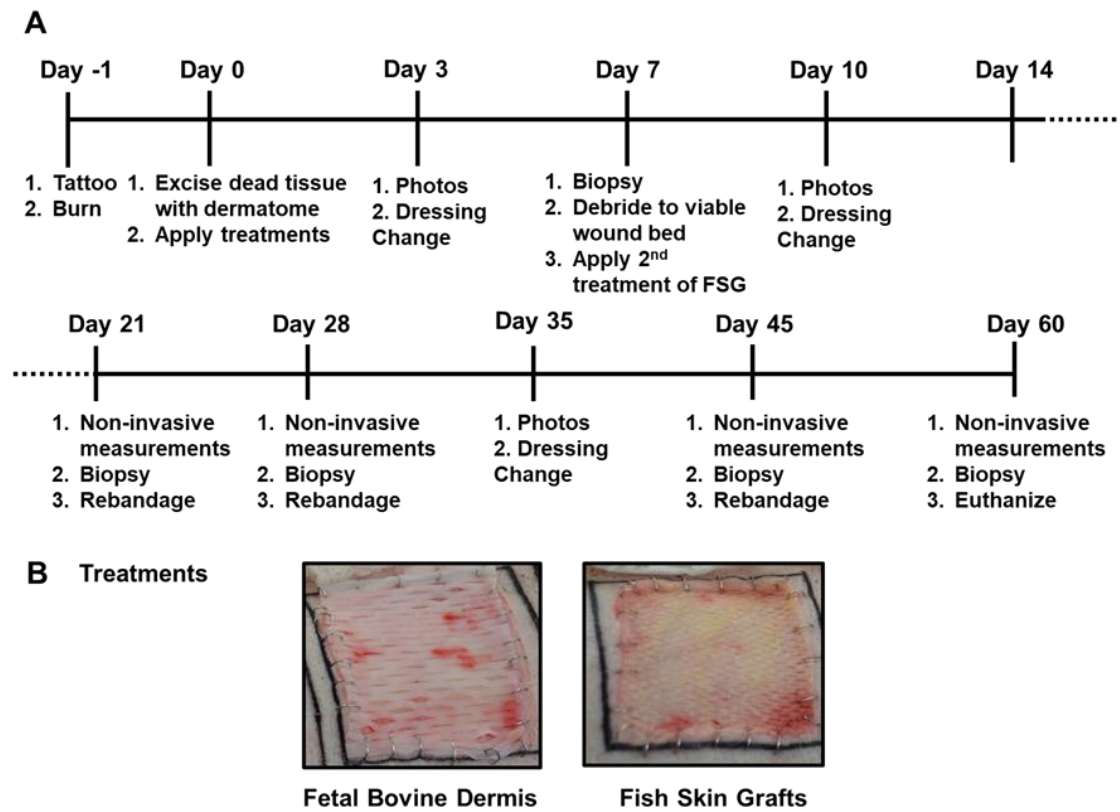 A
Day -1 Day 0 Day 3 Day 7 Day 10 Day 14
1. Tattoo
2. Burn
1. Excise dead tissue
with dermatome
2. Apply treatments
1. Photos
2. Dressing
Change
1. Biopsy
2. Debride to viable
wound bed
3. Apply 2nd
treatment of FSG
1. Photos
2. Dressing
Change
Day 21 Day 28 Day 35 Day 45 Day 60
1. Non-invasive
measurements
2. Biopsy
3. Rebandage
1. Non-invasive
measurements
2. Biopsy
3. Rebandage
1. Photos
2. Dressing
Change
1. Non-invasive
measurements
2. Biopsy
3. Rebandage
1. Non-invasive
measurements
2. Biopsy
3. Euthanize
B Treatments
Fetal Bovine Dermis Fish Skin Grafts